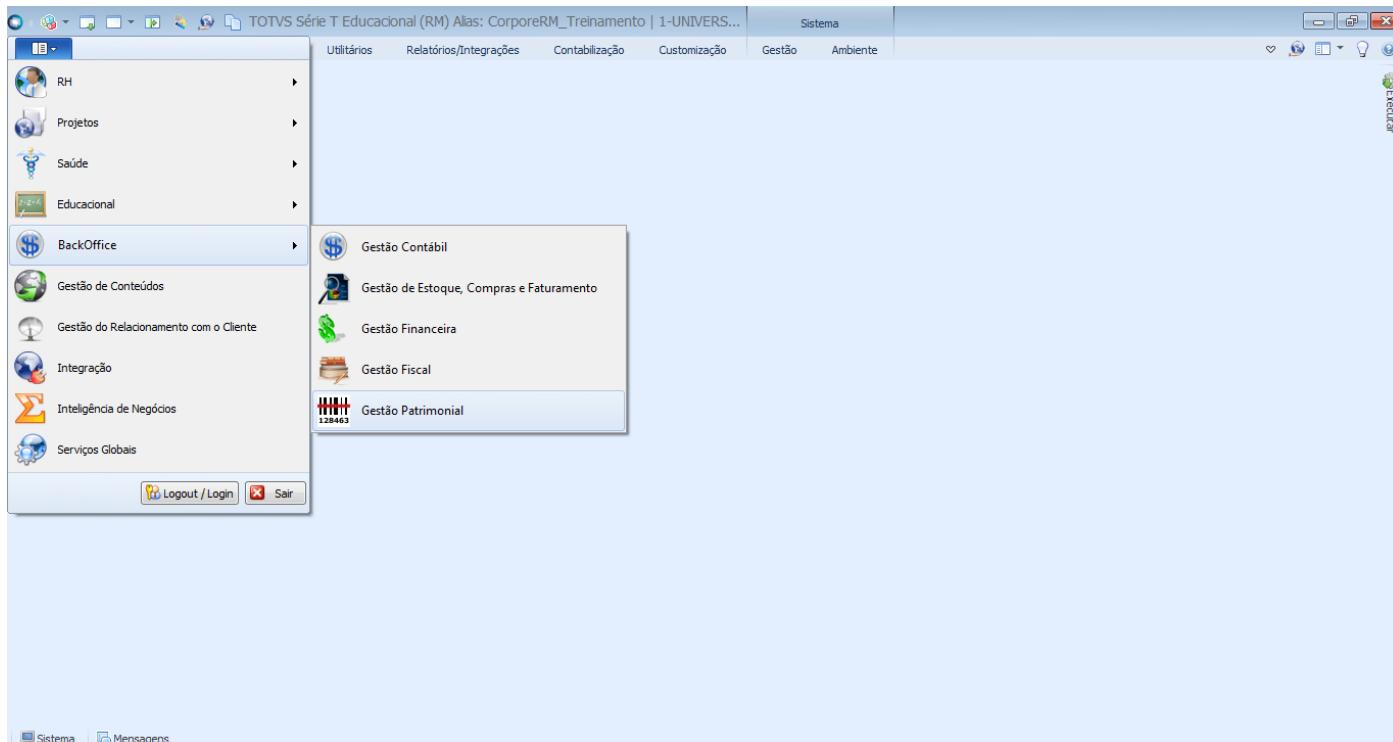 TOTVS Série T Educacional (RM) Alias: CorporeRM_Treinamento | 1-UNIVERS...
Sistema
Utilitários
Relatórios/Integrações
Contabilização
Customização
Gestão
Ambiente
RH
Projetos
Saúde
Educacional
BackOffice
Gestão de Conteúdos
Gestão do Relacionamento com o Cliente
Integração
Inteligência de Negócios
Serviços Globais
Logout / Login
Sair
Gestão Contábil
Gestão de Estoque, Compras e Faturamento
Gestão Financeira
Gestão Fiscal
128463
Gestão Patrimonial
Executar
Sistema
Mensagens